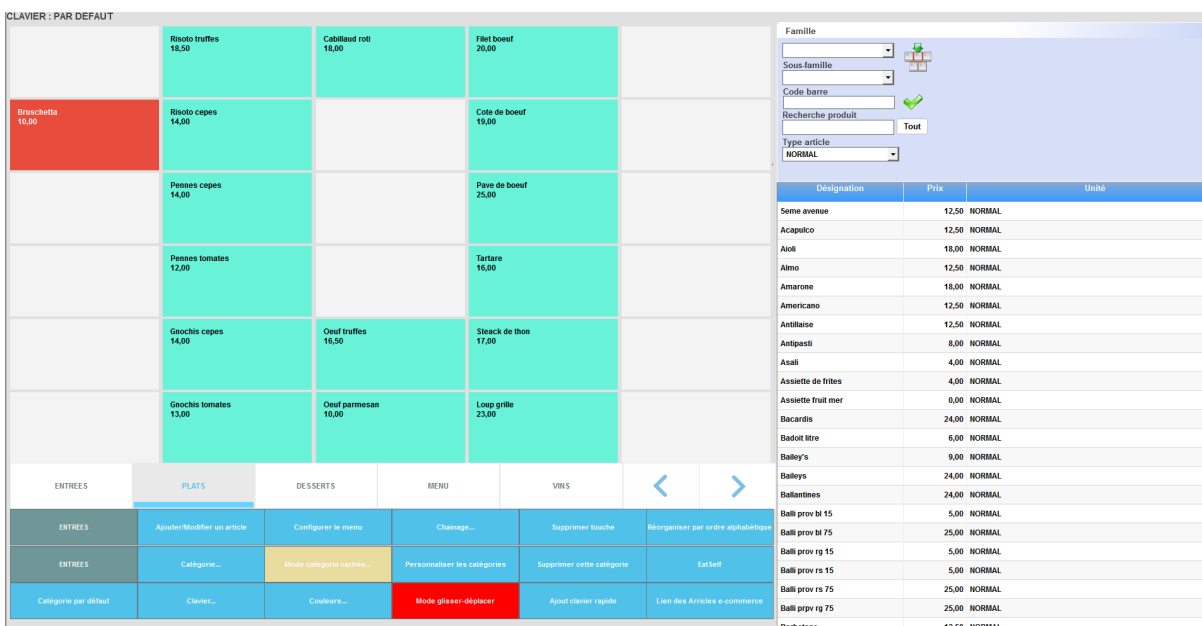 CLAVIER : PAR DEFAUT
Risoto truffes
18,50
Cabillaud roti
18,00
Filet boeuf
20,00
Bruschetta
10,00
Risoto cepes
14,00
Cote de boeuf
19,00
Pennes cepes
14,00
Pave de boeuf
25,00
Pennes tomates
12,00
Tartare
16,00
Gnochis cepes
14,00
Oeuf truffes
16,50
Steack de thon
17,00
Gnochis tomates
13,00
Oeuf parmesan
10,00
Loup grille
23,00
ENTREES PLATS DESSERTS MENU VINS
ENTREES Ajouter/Modifier un article Configurer le menu Chainage... Supprimer touche Réorganiser par ordre alphabétique
ENTREES Catégorie... Mode catégorie cachée... Personnaliser les catégories Supprimer cette catégorie EatSelf
Catégorie par défaut Clavier... Couleurs... Mode glisser-déplacer Ajout clavier rapide Lien des Arricles e-commerce
Famille
Sous-famille
Code barre
Recherche produit
Tout
Type article
NORMAL
Désignation Prix Unité
5eme avenue 12,50 NORMAL
Acapulco 12,50 NORMAL
Aioli 18,00 NORMAL
Almo 12,50 NORMAL
Amarone 18,00 NORMAL
Americano 12,50 NORMAL
Antillaise 12,50 NORMAL
Antipasti 8,00 NORMAL
Asali 4,00 NORMAL
Assiette de frites 4,00 NORMAL
Assiette fruit mer 0,00 NORMAL
Bacardis 24,00 NORMAL
Badoit litre 6,00 NORMAL
Bailey's 9,00 NORMAL
Baileys 24,00 NORMAL
Ballantines 24,00 NORMAL
Balli prov bl 15 5,00 NORMAL
Balli prov bl 75 25,00 NORMAL
Balli prov rg 15 5,00 NORMAL
Balli prov rs 15 5,00 NORMAL
Balli prov rs 75 25,00 NORMAL
Balli prpv rg 75 25,00 NORMAL